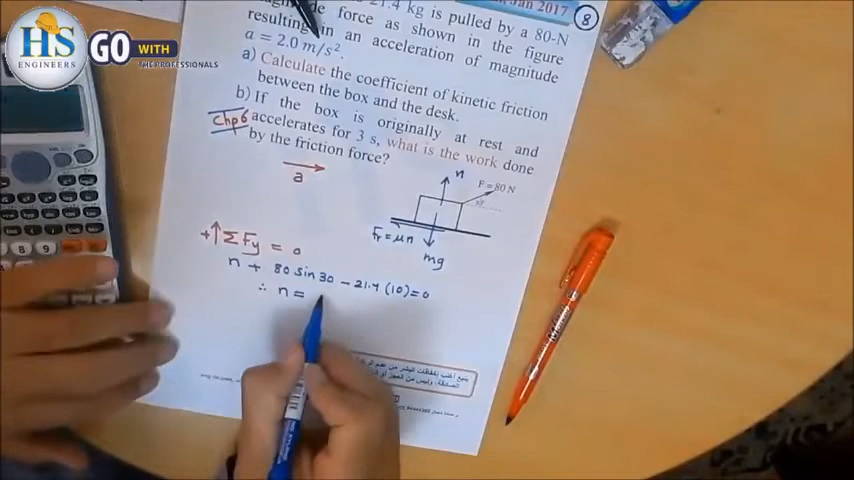 HS
ENGINEERS
GO WITH
THE PROFESSIONALS
Jan 2017
8
21.4 kg is pulled by a 80-N
force as shown in the figure
resulting in an acceleration of magnitude
a = 2.0 m/s²
a) Calculate the coefficient of kinetic friction
between the box and the desk.
b) If the box is originally at rest and
Chp6
accelerates for 3 s, what is the work done
by the friction force?
a
n
F = 80 N
30°
Fr = μn
mg
+↑ΣFy = 0
n + 80 sin 30 - 21.4 (10) = 0
∴ n =